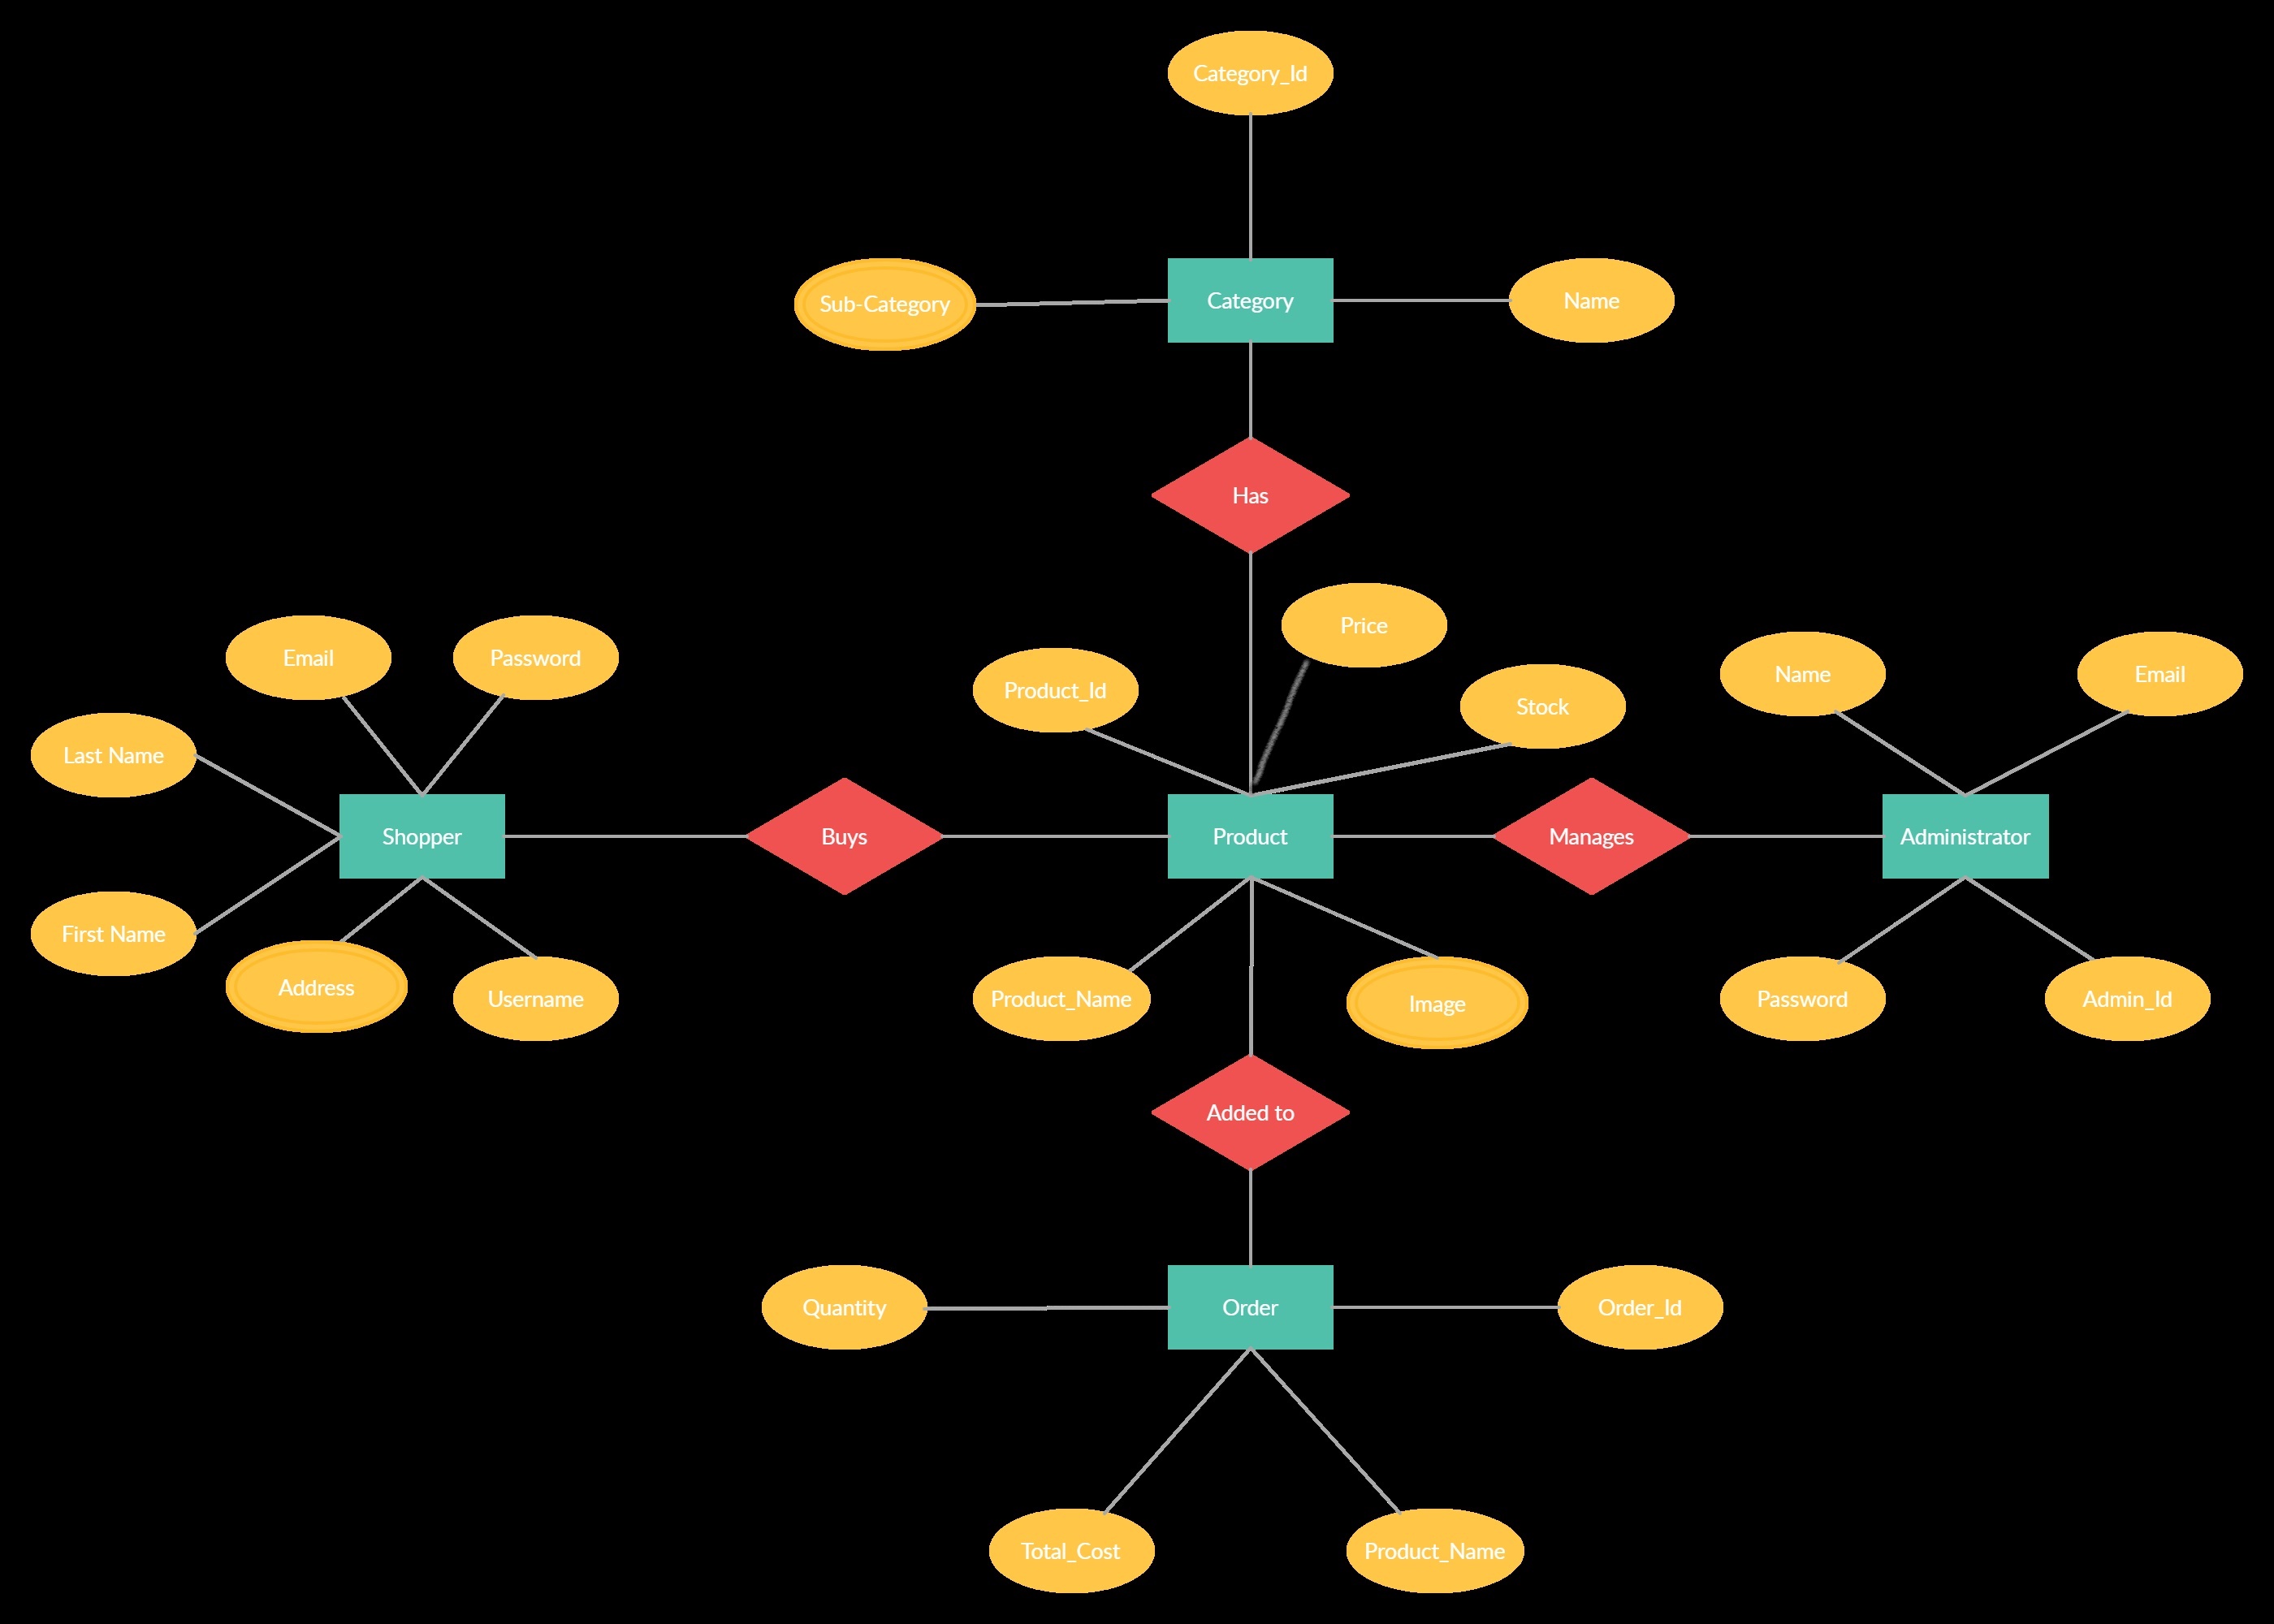 Category_Id
Sub-Category
Category
Name
Has
Price
Email
Password
Product_Id
Stock
Name
Email
Last Name
Shopper
Buys
Product
Manages
Administrator
First Name
Address
Username
Product_Name
Image
Password
Admin_Id
Added to
Quantity
Order
Order_Id
Total_Cost
Product_Name